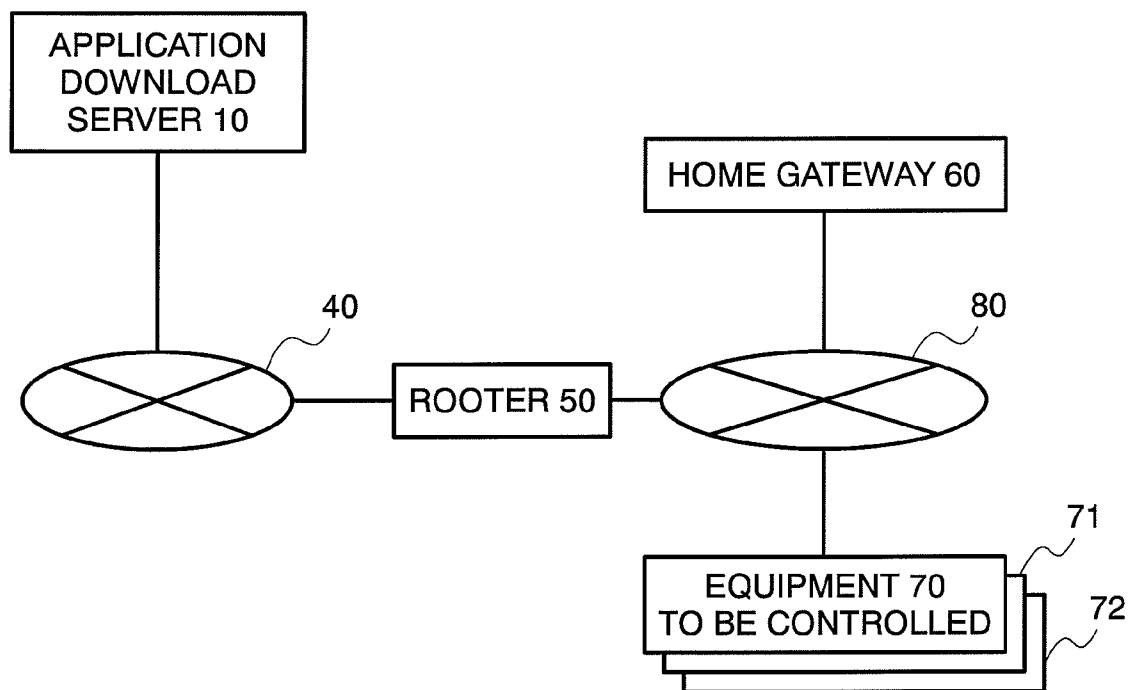 APPLICATION
DOWNLOAD
SERVER 10
HOME GATEWAY 60
40
80
ROOTER 50
71
EQUIPMENT 70
TO BE CONTROLLED
72